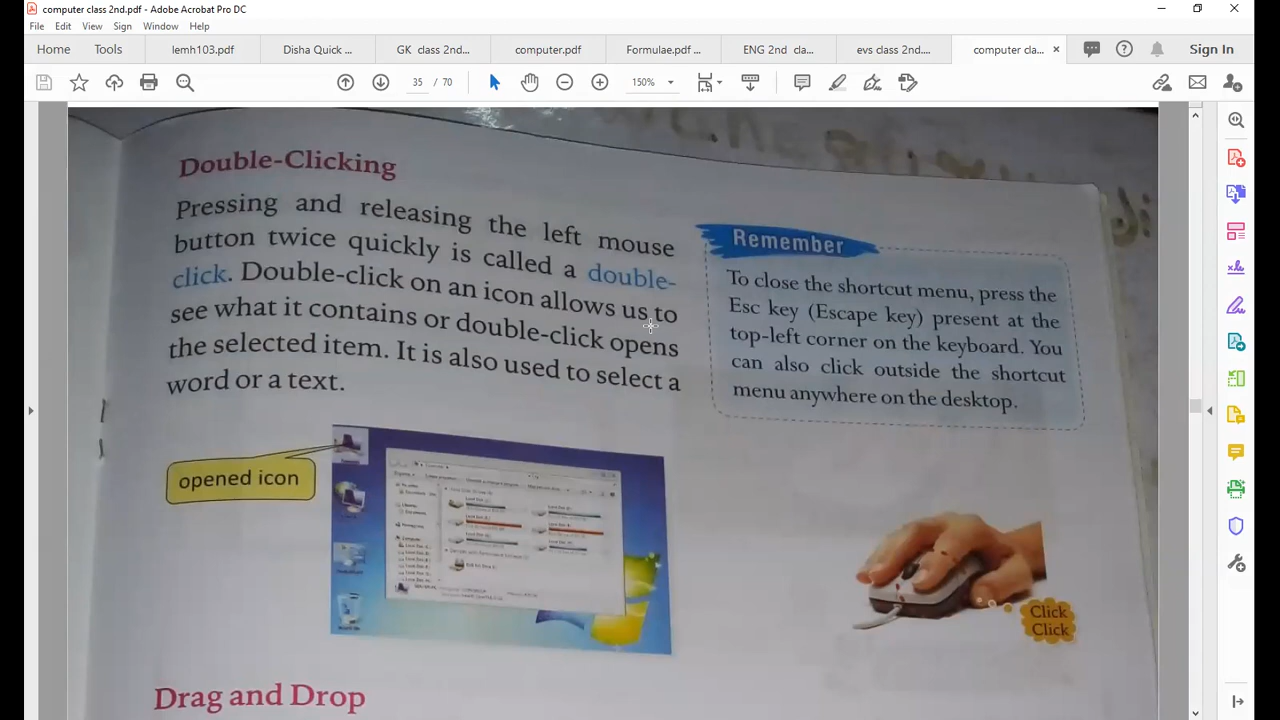 computer class 2nd.pdf - Adobe Acrobat Pro DC
File Edit View Sign Window Help
Home Tools lemh103.pdf Disha Quick ... GK class 2nd... computer.pdf Formulae.pdf ... ENG 2nd cla... evs class 2nd.... computer cla... × Sign In
35 / 70 150%
Double-Clicking
Pressing and releasing the left mouse
button twice quickly is called a double-
click. Double-click on an icon allows us to
see what it contains or double-click opens
the selected item. It is also used to select a
word or a text.
Remember
To close the shortcut menu, press the
Esc key (Escape key) present at the
top-left corner on the keyboard. You
can also click outside the shortcut
menu anywhere on the desktop.
opened icon
Click
Click
Drag and Drop